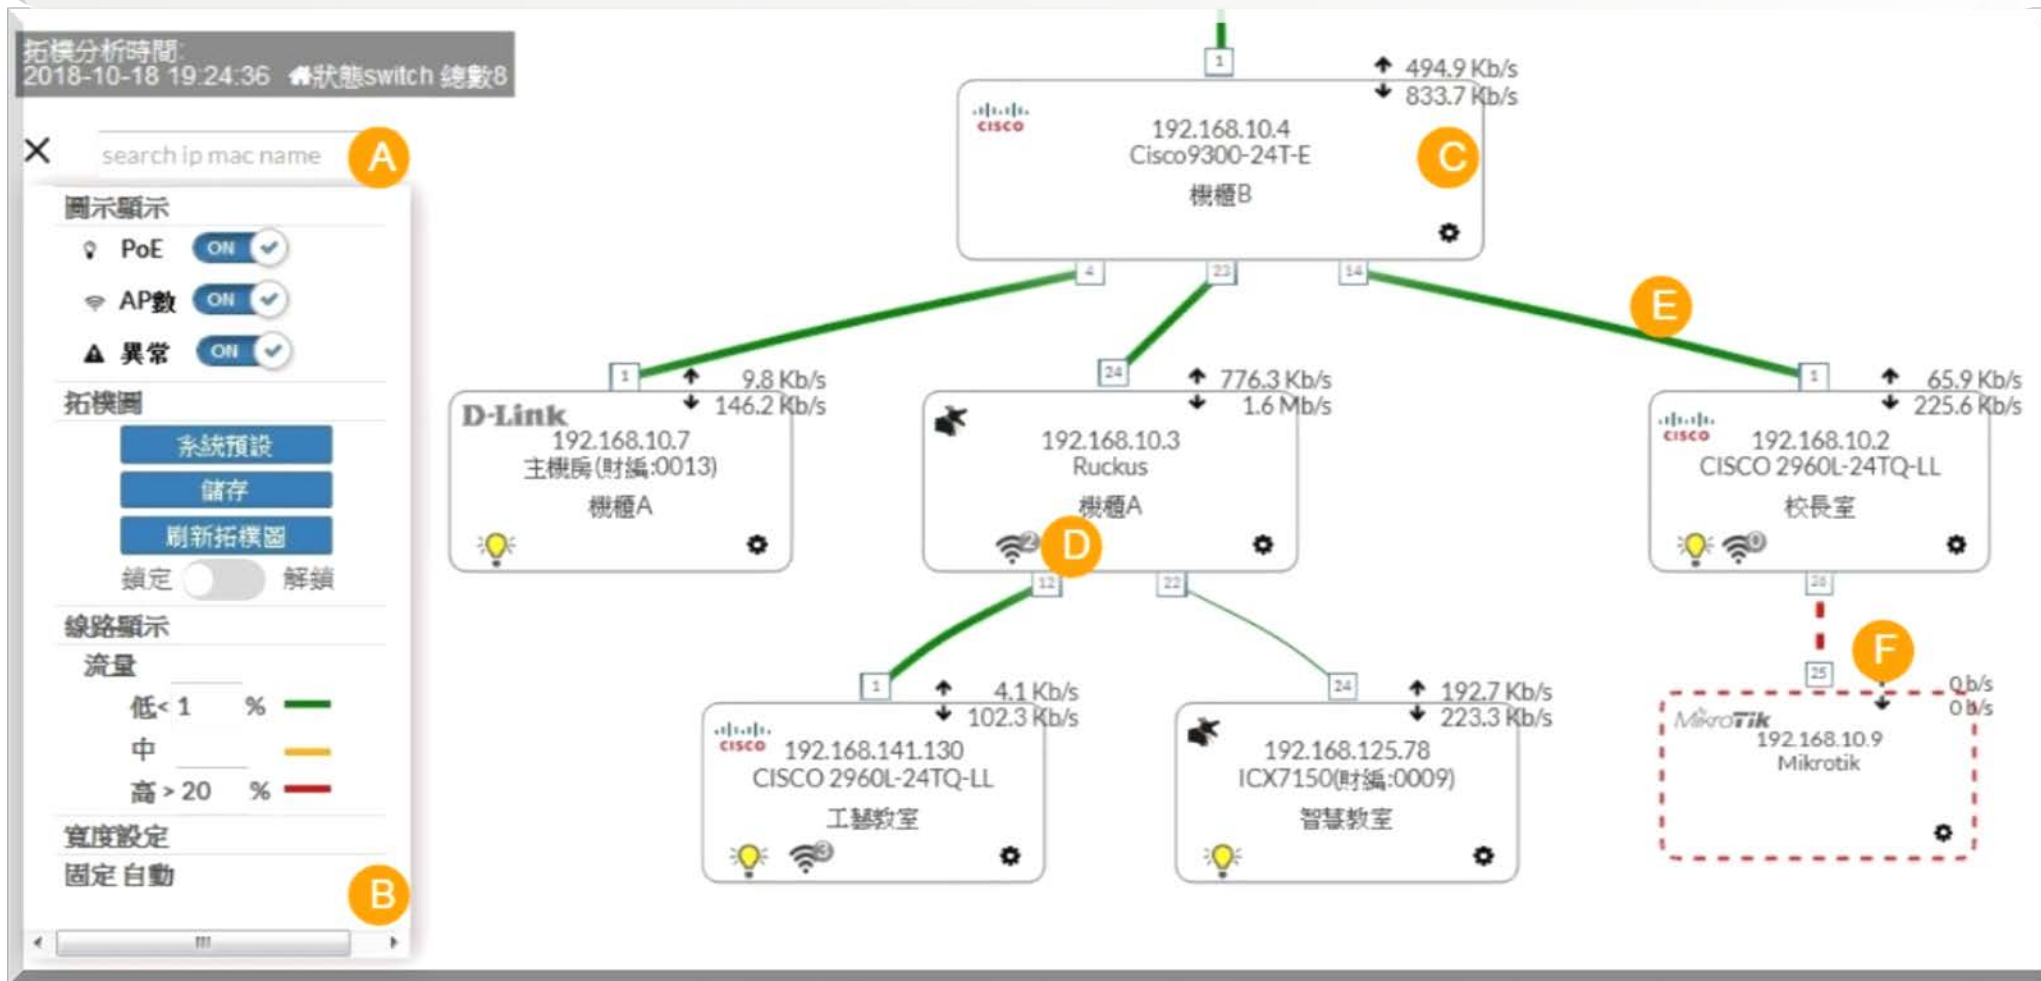 拓樸分析時間:
2018-10-18 19:24:36 狀態switch 總數8
search ip mac name
A
圖示顯示
PoE ON
AP數 ON
異常 ON
拓樸圖
系統預設
儲存
刷新拓樸圖
鎖定 解鎖
線路顯示
流量
低< 1 %
中
高 > 20 %
寬度設定
固定 自動
B
1
494.9 Kb/s
833.7 Kb/s
CISCO
192.168.10.4
Cisco9300-24T-E
機櫃B
C
4
23
14
E
1
9.8 Kb/s
146.2 Kb/s
D-Link
192.168.10.7
主機房(財編:0013)
機櫃A
24
776.3 Kb/s
1.6 Mb/s
192.168.10.3
Ruckus
機櫃A
2
D
12
22
1
65.9 Kb/s
225.6 Kb/s
CISCO
192.168.10.2
CISCO 2960L-24TQ-LL
校長室
0
26
1
4.1 Kb/s
102.3 Kb/s
CISCO
192.168.141.130
CISCO 2960L-24TQ-LL
工藝教室
3
24
192.7 Kb/s
223.3 Kb/s
192.168.125.78
ICX7150(財編:0009)
智慧教室
F
25
0 b/s
0 b/s
MikroTik
192.168.10.9
Mikrotik